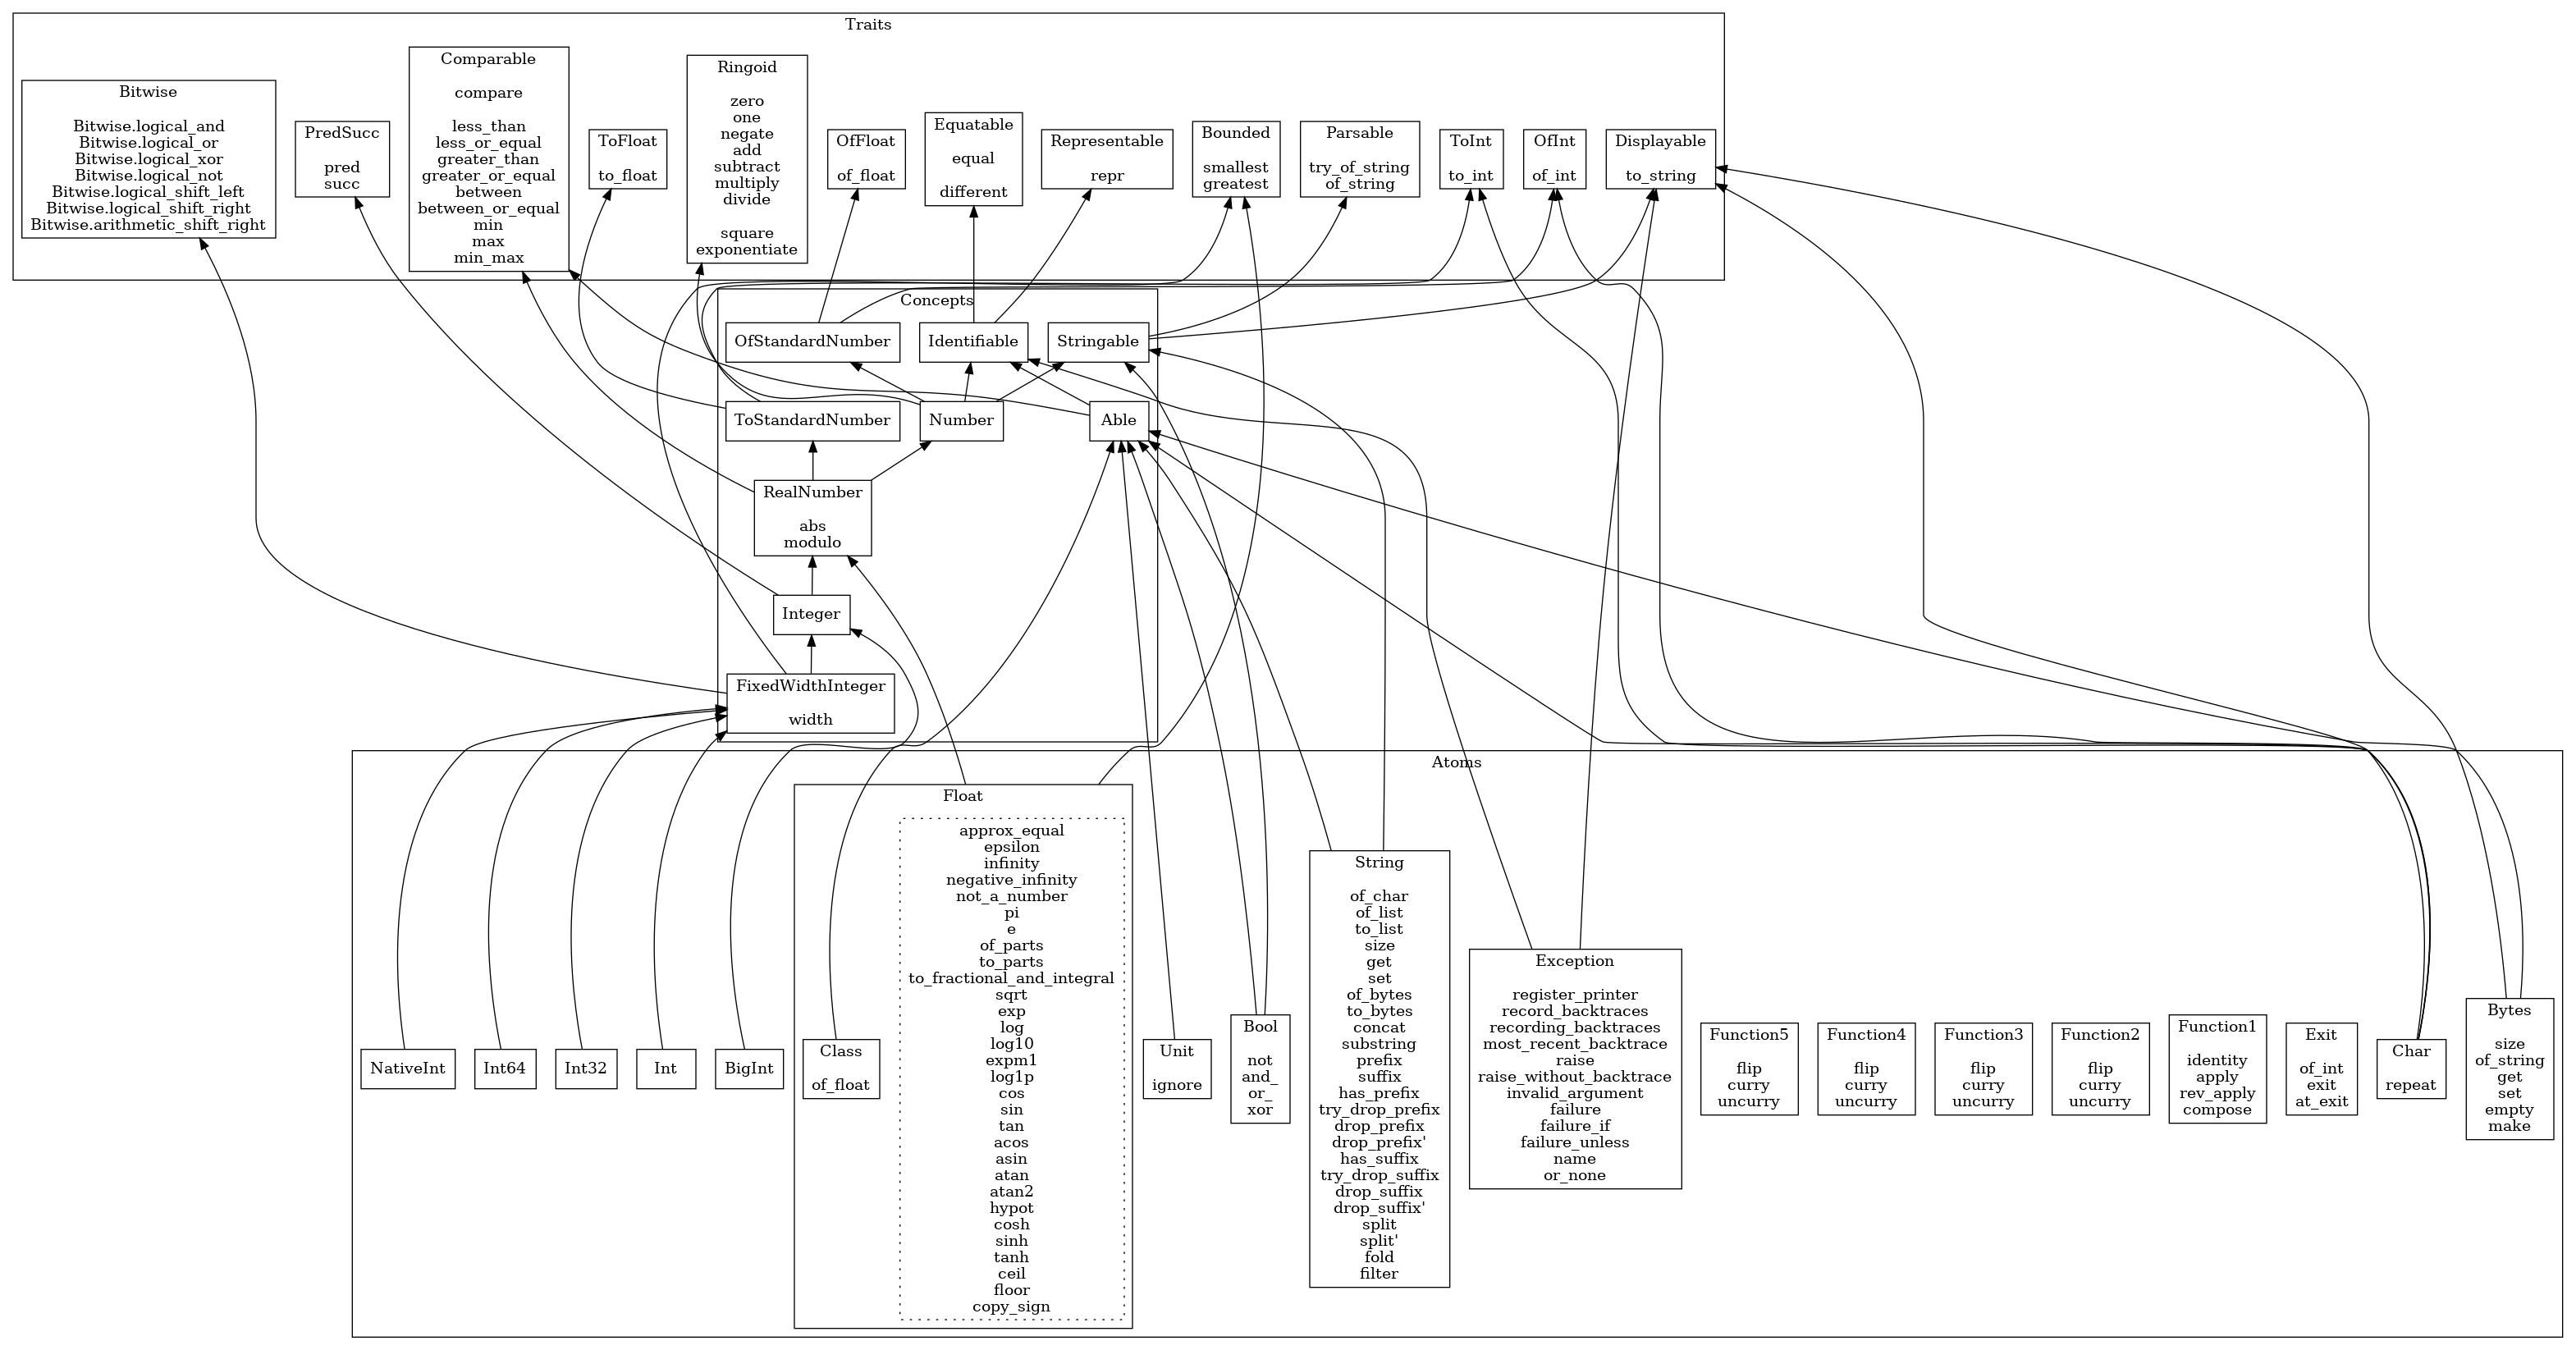 Traits
Bitwise
Bitwise.logical_and
Bitwise.logical_or
Bitwise.logical_xor
Bitwise.logical_not
Bitwise.logical_shift_left
Bitwise.logical_shift_right
Bitwise.arithmetic_shift_right
PredSucc
pred
succ
Comparable
compare
less_than
less_or_equal
greater_than
greater_or_equal
between
between_or_equal
min
max
min_max
ToFloat
to_float
Ringoid
zero
one
negate
add
subtract
multiply
divide
square
exponentiate
OfFloat
of_float
Equatable
equal
different
Representable
repr
Bounded
smallest
greatest
Parsable
try_of_string
of_string
ToInt
to_int
OfInt
of_int
Displayable
to_string
Concepts
OfStandardNumber
Identifiable
Stringable
ToStandardNumber
Number
Able
RealNumber
abs
modulo
Integer
FixedWidthInteger
width
Atoms
NativeInt
Int64
Int32
Int
BigInt
Float
Class
of_float
approx_equal
epsilon
infinity
negative_infinity
not_a_number
pi
e
of_parts
to_parts
to_fractional_and_integral
sqrt
exp
log
log10
expm1
log1p
cos
sin
tan
acos
asin
atan
atan2
hypot
cosh
sinh
tanh
ceil
floor
copy_sign
Unit
ignore
Bool
not
and_
or_
xor
String
of_char
of_list
to_list
size
get
set
of_bytes
to_bytes
concat
substring
prefix
suffix
has_prefix
try_drop_prefix
drop_prefix
drop_prefix'
has_suffix
try_drop_suffix
drop_suffix
drop_suffix'
split
split'
fold
filter
Exception
register_printer
record_backtraces
recording_backtraces
most_recent_backtrace
raise
raise_without_backtrace
invalid_argument
failure
failure_if
failure_unless
name
or_none
Function5
flip
curry
uncurry
Function4
flip
curry
uncurry
Function3
flip
curry
uncurry
Function2
flip
curry
uncurry
Function1
identity
apply
rev_apply
compose
Exit
of_int
exit
at_exit
Char
repeat
Bytes
size
of_string
get
set
empty
make